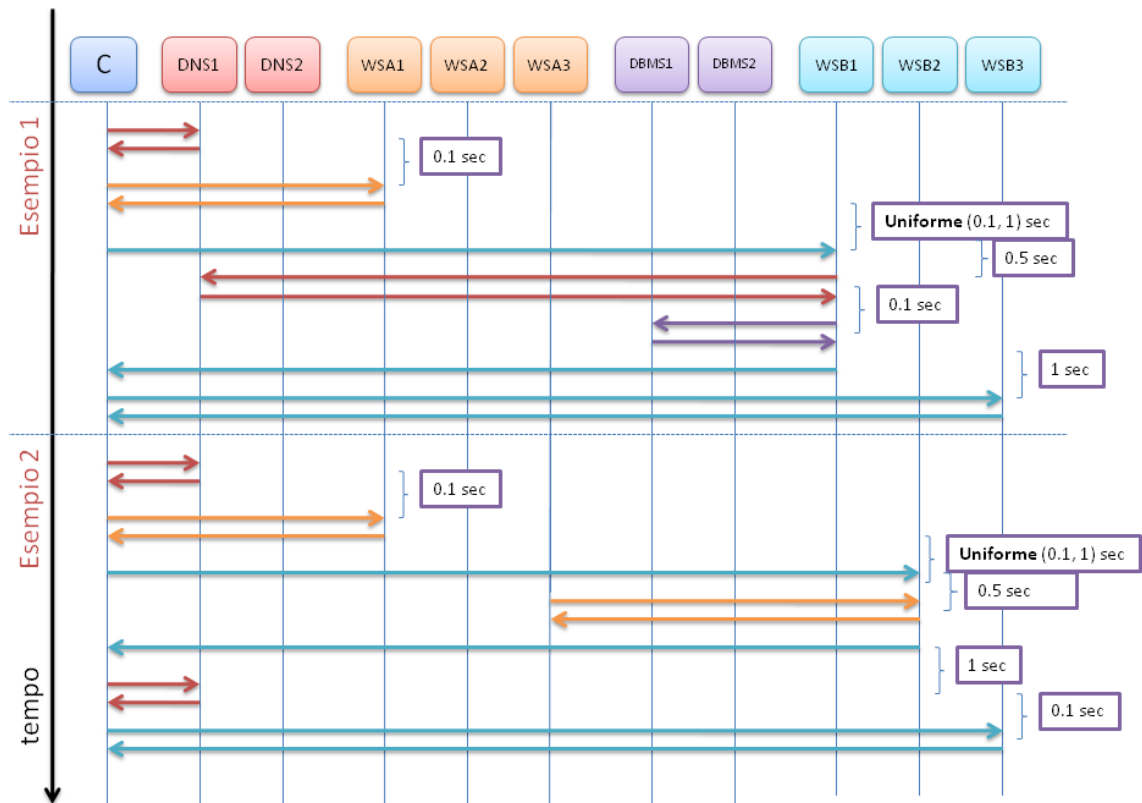 C DNS1 DNS2 WSA1 WSA2 WSA3 DBMS1 DBMS2 WSB1 WSB2 WSB3
Esempio 1
0.1 sec
Uniforme (0.1, 1) sec
0.5 sec
0.1 sec
1 sec
Esempio 2
0.1 sec
Uniforme (0.1, 1) sec
0.5 sec
1 sec
0.1 sec
tempo